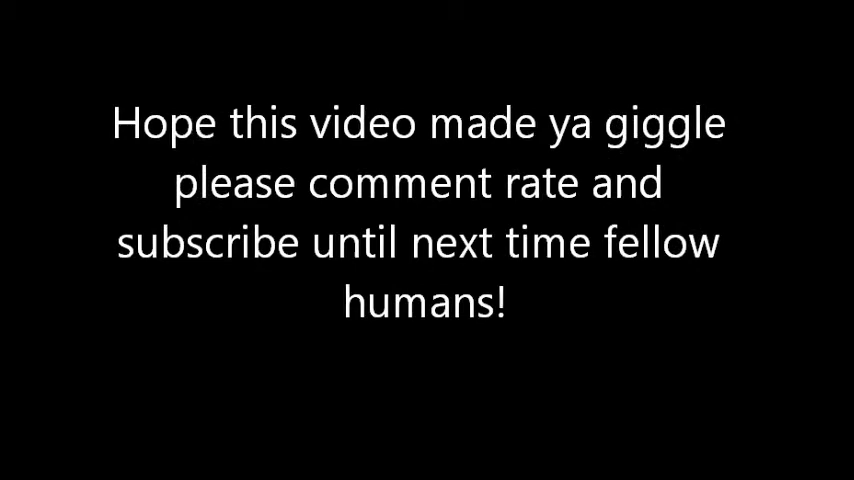 Hope this video made ya giggle
please comment rate and
subscribe until next time fellow
humans!